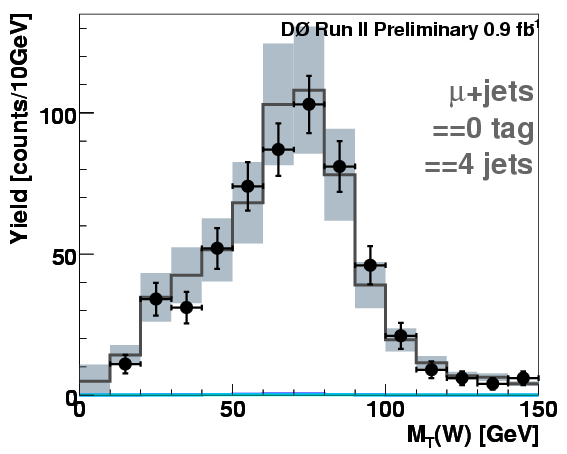 DØ Run II Preliminary 0.9 fb⁻¹
μ+jets
==0 tag
==4 jets
Yield [counts/10GeV]
100
50
0
0 50 100 150
M_T(W) [GeV]